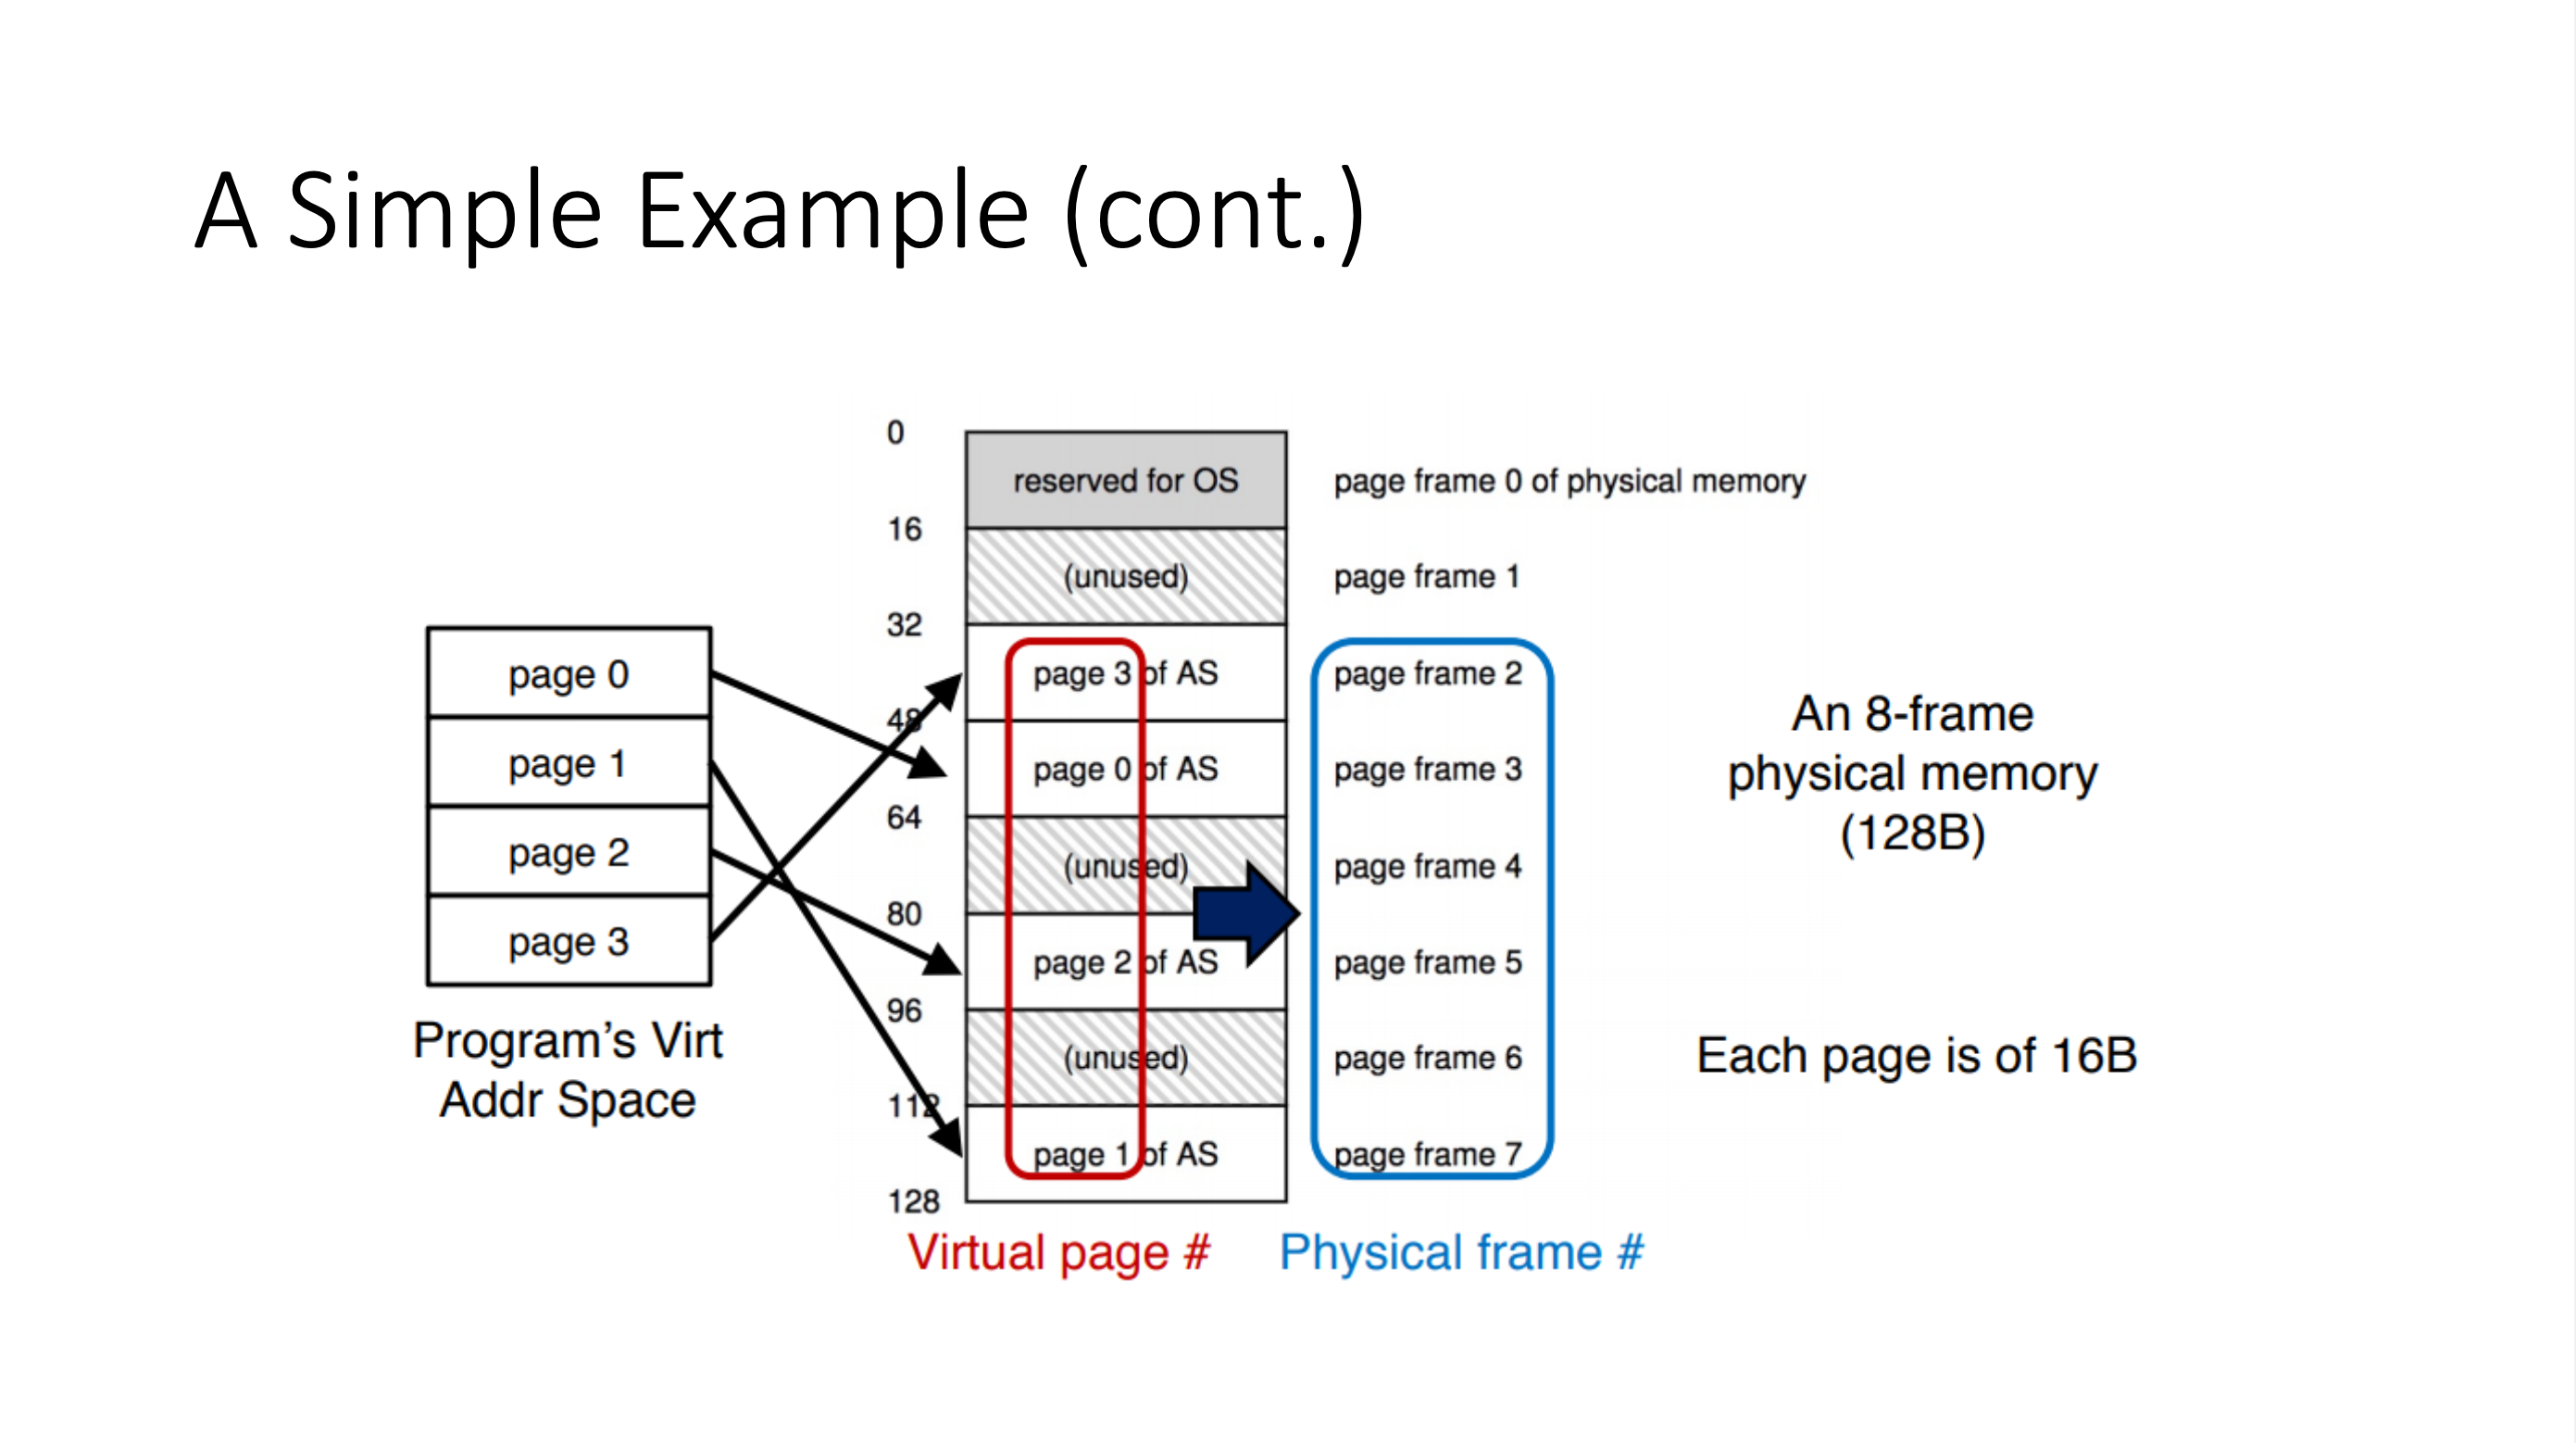 A Simple Example (cont.)
0
reserved for OS
page frame 0 of physical memory
16
(unused)
page frame 1
32
page 0
page 3 of AS
page frame 2
48
An 8-frame
physical memory
(128B)
page 1
page 0 of AS
page frame 3
64
page 2
(unused)
page frame 4
80
page 3
page 2 of AS
page frame 5
96
Program's Virt
Addr Space
(unused)
page frame 6
Each page is of 16B
112
page 1 of AS
page frame 7
128
Virtual page #
Physical frame #